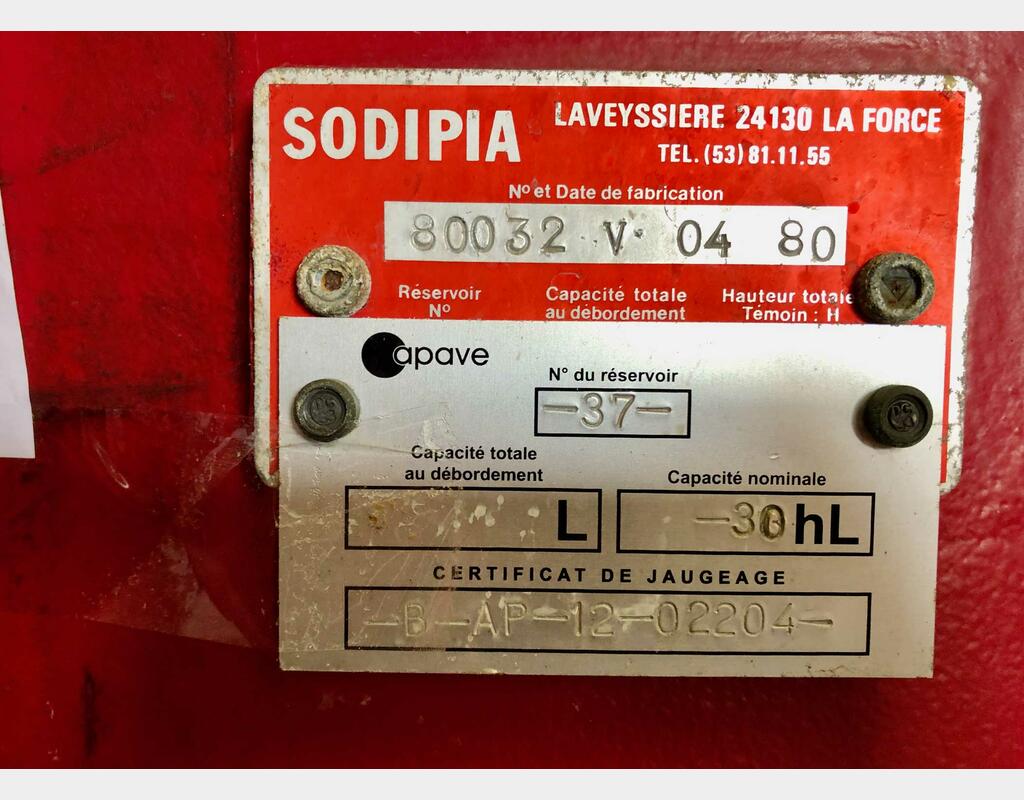 SODIPIA
LAVEYSSIERE 24130 LA FORCE
TEL. (53) 81.11.55
Nº et Date de fabrication
80032 V· 04 80
Réservoir Nº
Capacité totale au débordement
Hauteur totale Témoin : H
apave
N° du réservoir
-37-
Capacité totale au débordement
L
Capacité nominale
-30 hL
CERTIFICAT DE JAUGEAGE
-B-AP-12-02204-